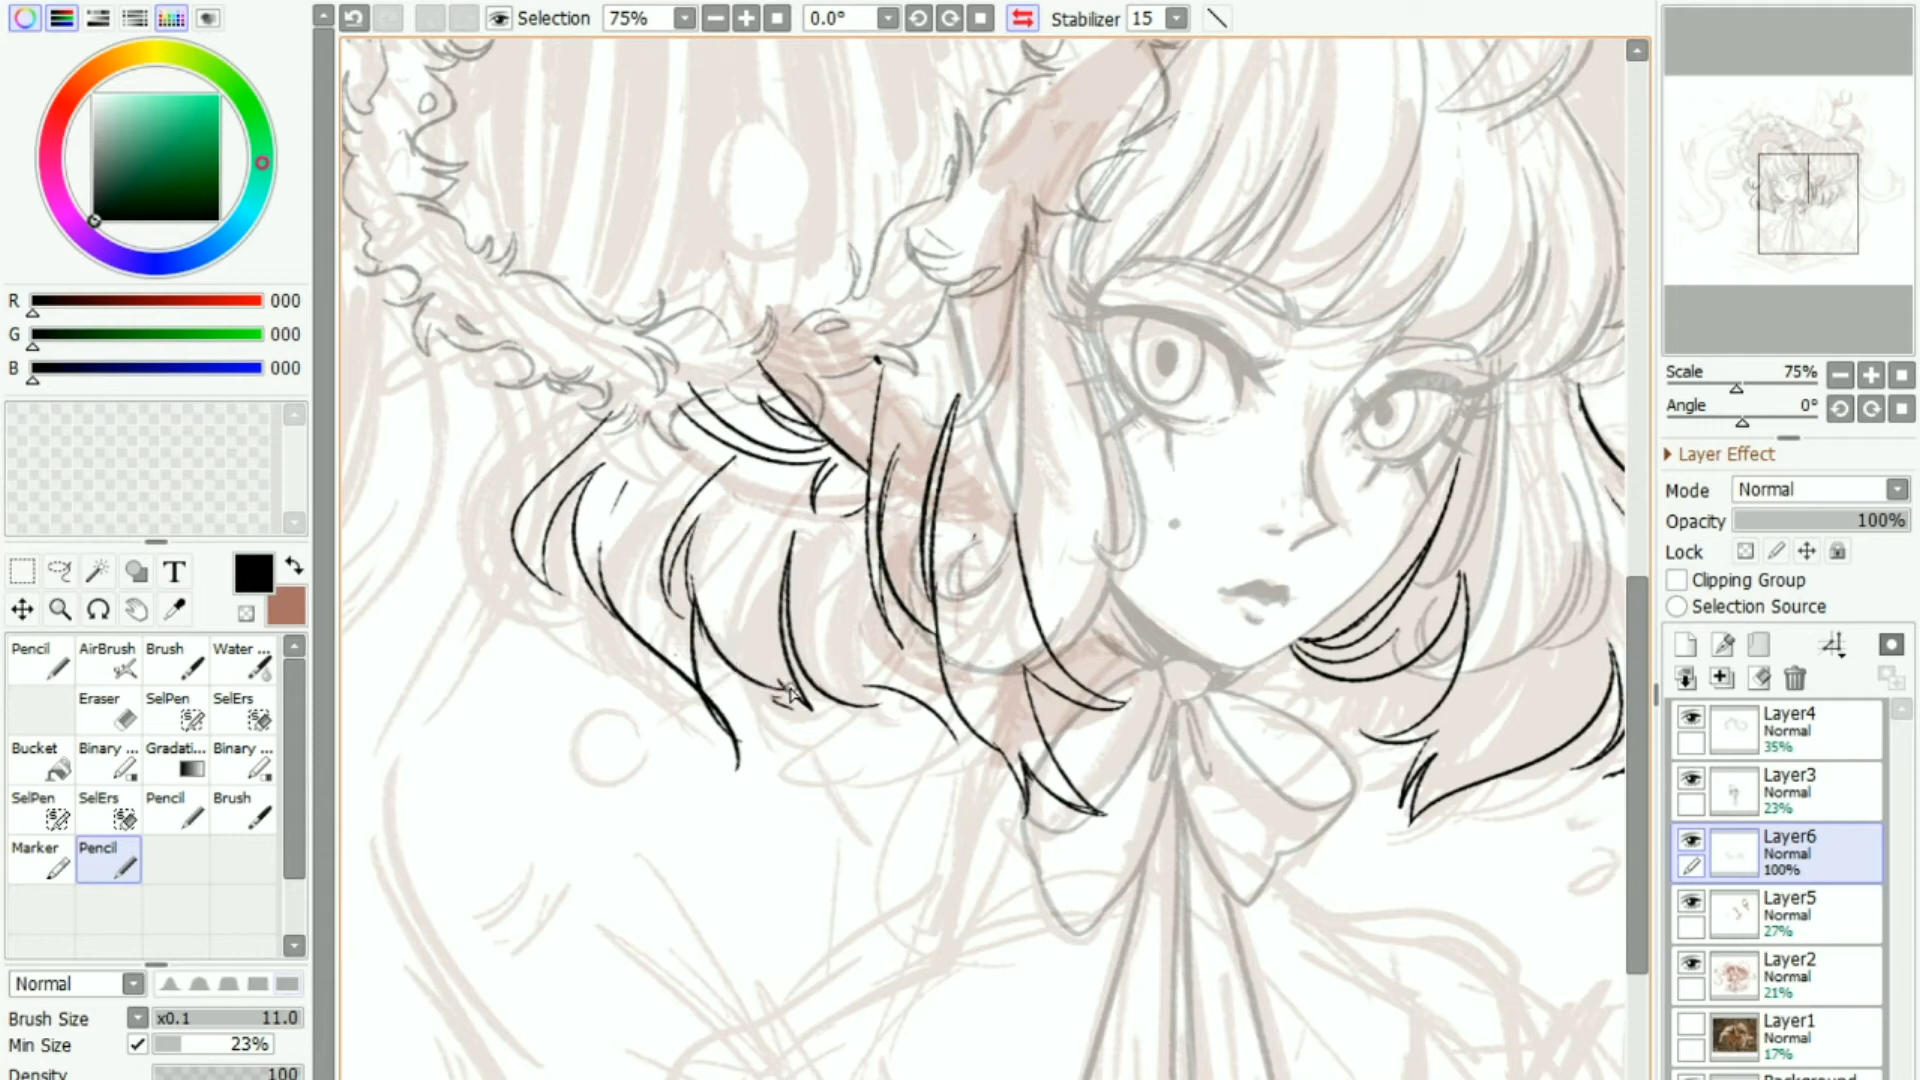 Selection 75% 0.0° Stabilizer 15
R 000
G 000
B 000
T
Pencil AirBrush Brush Water ...
Eraser SelPen SelErs
Bucket Binary ... Gradati... Binary ...
SelPen SelErs Pencil Brush
Marker Pencil
Normal
Brush Size x0.1 11.0
Min Size 23%
Density 100
Scale 75%
Angle 0°
Layer Effect
Mode Normal
Opacity 100%
Lock
Clipping Group
Selection Source
Layer4
Normal
35%
Layer3
Normal
23%
Layer6
Normal
100%
Layer5
Normal
27%
Layer2
Normal
21%
Layer1
Normal
17%
Background